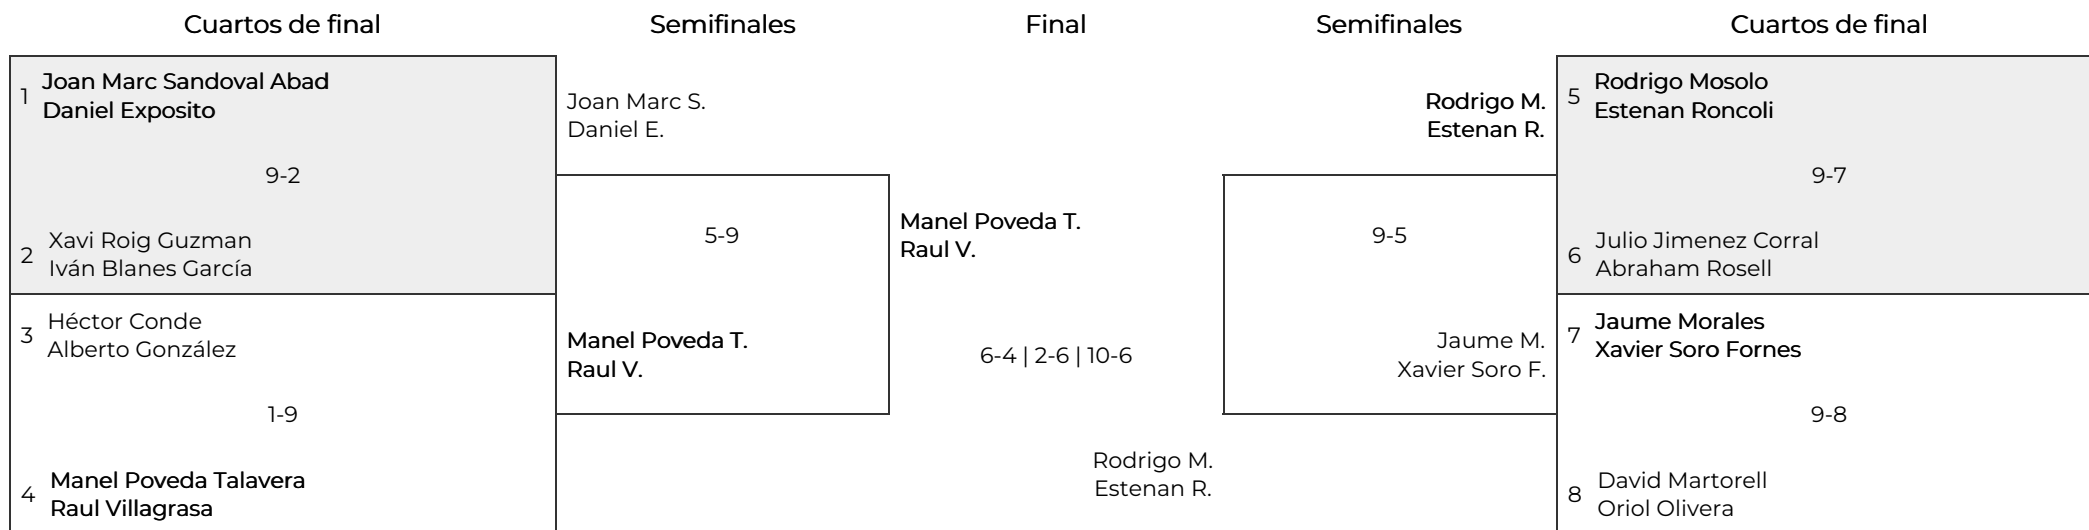 Cuartos de final
Semifinales
Final
Semifinales
Cuartos de final
1
Joan Marc Sandoval Abad
Daniel Exposito
9-2
2
Xavi Roig Guzman
Iván Blanes García
3
Héctor Conde
Alberto González
1-9
4
Manel Poveda Talavera
Raul Villagrasa
Joan Marc S.
Daniel E.
5-9
Manel Poveda T.
Raul V.
Manel Poveda T.
Raul V.
6-4 | 2-6 | 10-6
Rodrigo M.
Estenan R.
Rodrigo M.
Estenan R.
9-5
Jaume M.
Xavier Soro F.
5
Rodrigo Mosolo
Estenan Roncoli
9-7
6
Julio Jimenez Corral
Abraham Rosell
7
Jaume Morales
Xavier Soro Fornes
9-8
8
David Martorell
Oriol Olivera